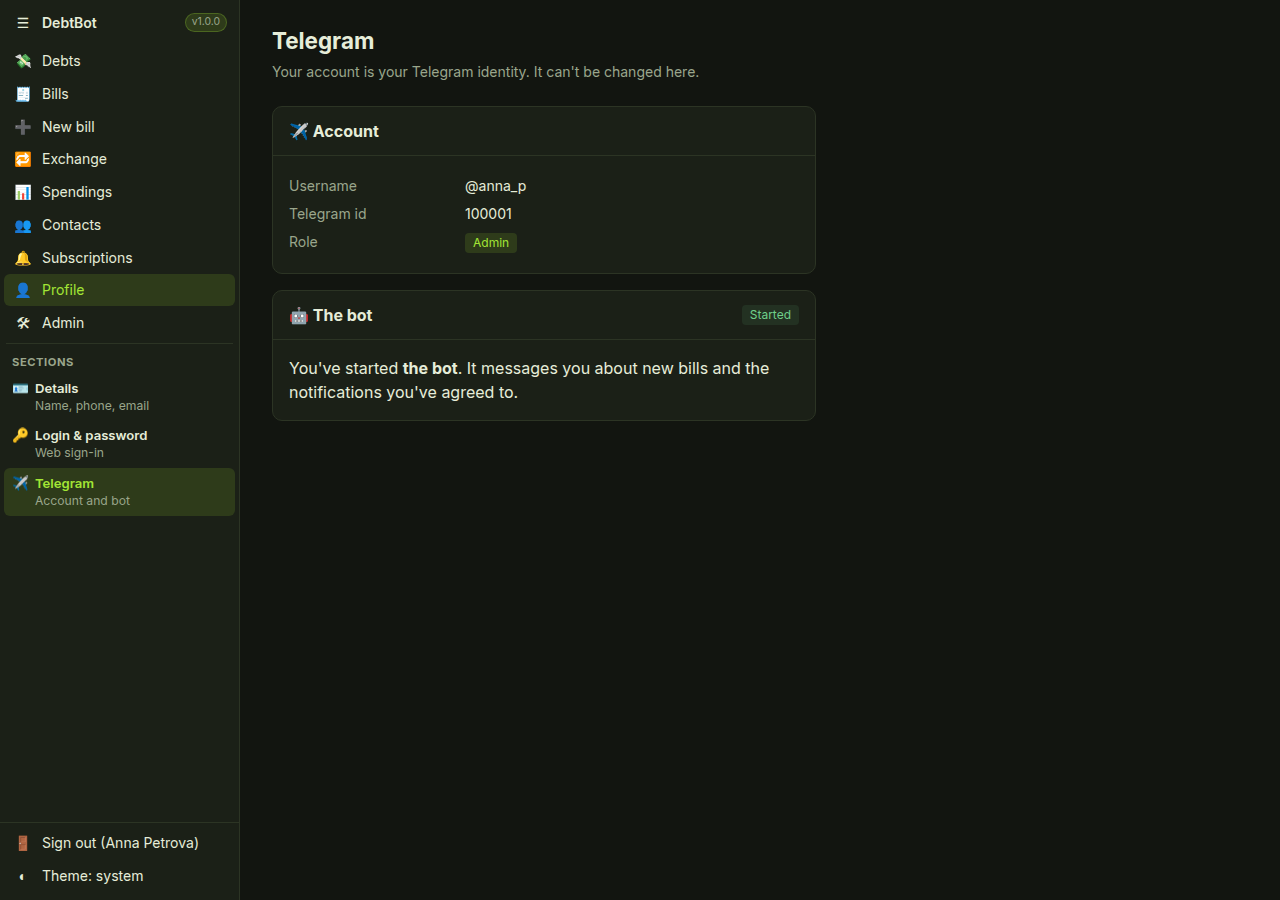 DebtBot
v1.0.0
Debts
Bills
New bill
Exchange
Spendings
Contacts
Subscriptions
Profile
Admin
SECTIONS
Details
Name, phone, email
Login & password
Web sign-in
Telegram
Account and bot
Sign out (Anna Petrova)
Theme: system
Telegram
Your account is your Telegram identity. It can't be changed here.
Account
Username @anna_p
Telegram id 100001
Role Admin
The bot
Started
You've started the bot. It messages you about new bills and the
notifications you've agreed to.